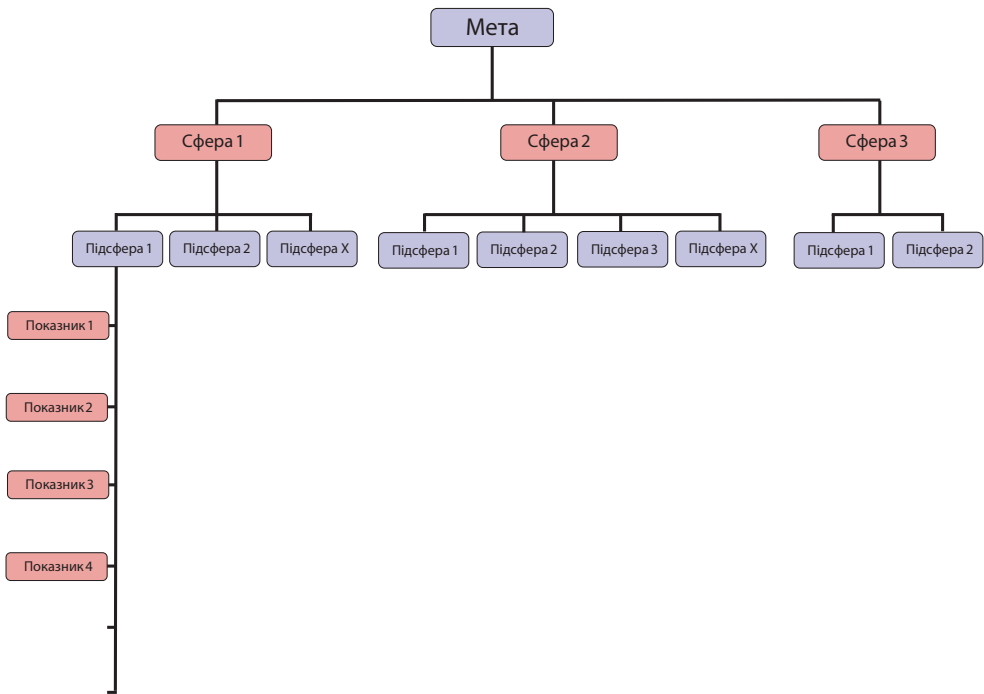 Мета
Сфера 1
Сфера 2
Сфера 3
Підсфера 1
Підсфера 2
Підсфера X
Підсфера 1
Підсфера 2
Підсфера 3
Підсфера X
Підсфера 1
Підсфера 2
Показник 1
Показник 2
Показник 3
Показник 4